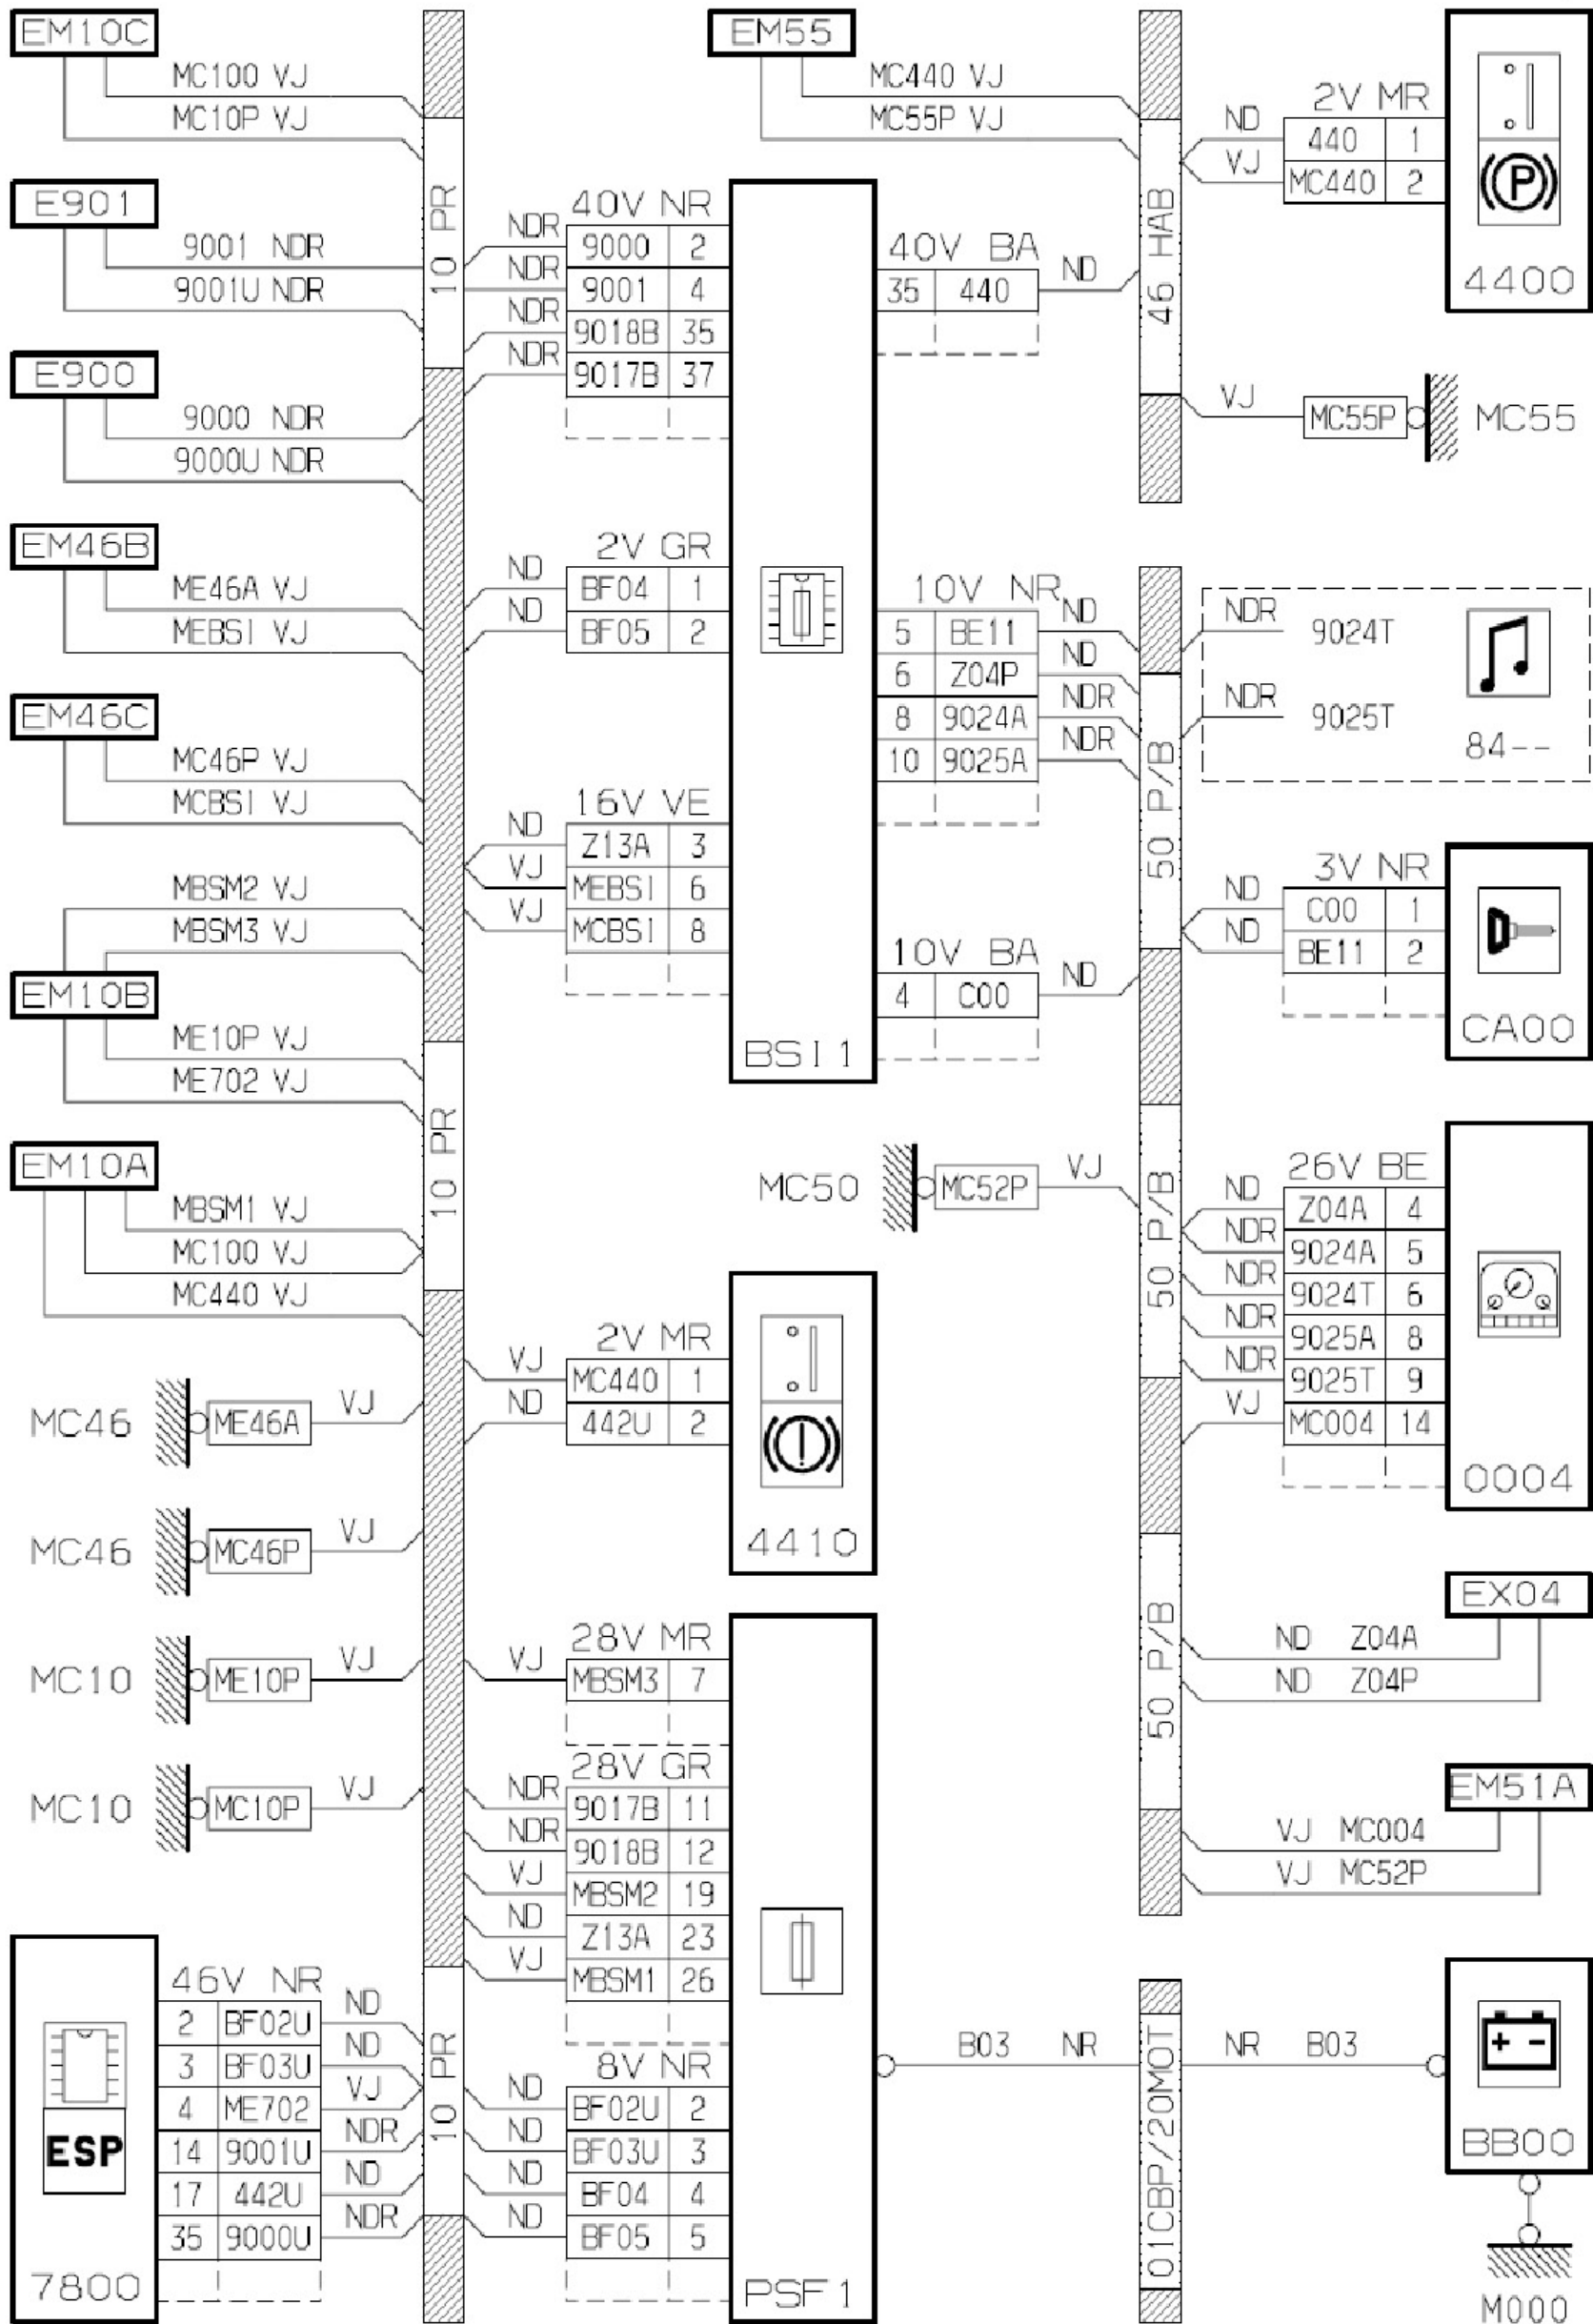 EM10C
MC100 VJ
MC10P VJ
E901
9001 NDR
9001U NDR
E900
9000 NDR
9000U NDR
EM46B
ME46A VJ
MEBSI VJ
EM46C
MC46P VJ
MCBSI VJ
MBSM2 VJ
MBSM3 VJ
EM10B
ME10P VJ
ME702 VJ
EM10A
MBSM1 VJ
MC100 VJ
MC440 VJ
MC46 ME46A VJ
MC46 MC46P VJ
MC10 ME10P VJ
MC10 MC10P VJ
46V NR
2 BF02U ND
3 BF03U ND
4 ME702 VJ
14 9001U NDR
17 442U ND
35 9000U NDR
ESP
7800
10 PR
10 PR
10 PR
40V NR
NDR 9000 2
NDR 9001 4
NDR 9018B 35
NDR 9017B 37
2V GR
ND BF04 1
ND BF05 2
16V VE
ND Z13A 3
VJ MEBSI 6
VJ MCBSI 8
BSI1
2V MR
VJ MC440 1
ND 442U 2
4410
28V MR
VJ MBSM3 7
28V GR
NDR 9017B 11
NDR 9018B 12
VJ MBSM2 19
ND Z13A 23
VJ MBSM1 26
8V NR
ND BF02U 2
ND BF03U 3
ND BF04 4
ND BF05 5
PSF1
EM55
MC440 VJ
MC55P VJ
40V BA
35 440 ND
10V NR
5 BE11 ND
6 Z04P ND
8 9024A NDR
10 9025A NDR
10V BA
4 C00 ND
MC50 MC52P VJ
B03 NR
46 HAB
50 P/B
50 P/B
50 P/B
01CBP/20MOT
2V MR
ND 440 1
VJ MC440 2
P
4400
VJ MC55P MC55
NDR 9024T
NDR 9025T
84--
3V NR
ND C00 1
ND BE11 2
CA00
26V BE
ND Z04A 4
NDR 9024A 5
NDR 9024T 6
NDR 9025A 8
NDR 9025T 9
VJ MC004 14
0004
EX04
ND Z04A
ND Z04P
EM51A
VJ MC004
VJ MC52P
NR B03
+ -
BB00
M000